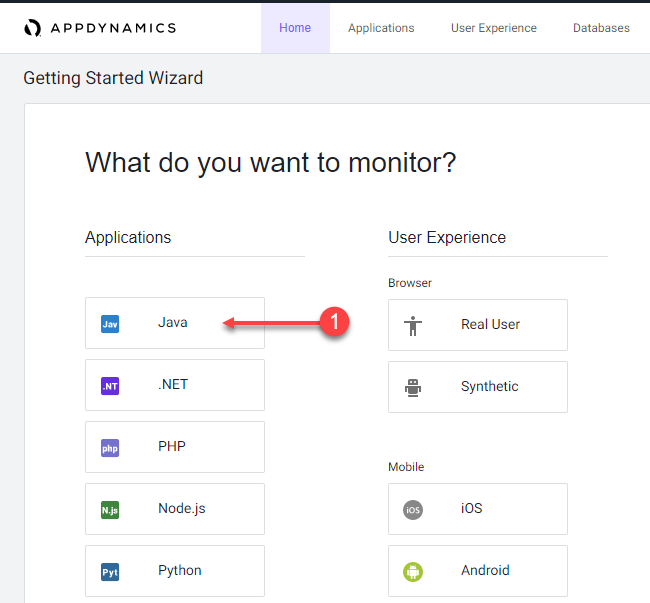 APPDYNAMICS
Home Applications User Experience Databases
Getting Started Wizard
What do you want to monitor?
Applications
Jav Java 1
.NT .NET
php PHP
N.js Node.js
Pyt Python
User Experience
Browser
Real User
Synthetic
Mobile
iOS iOS
Android